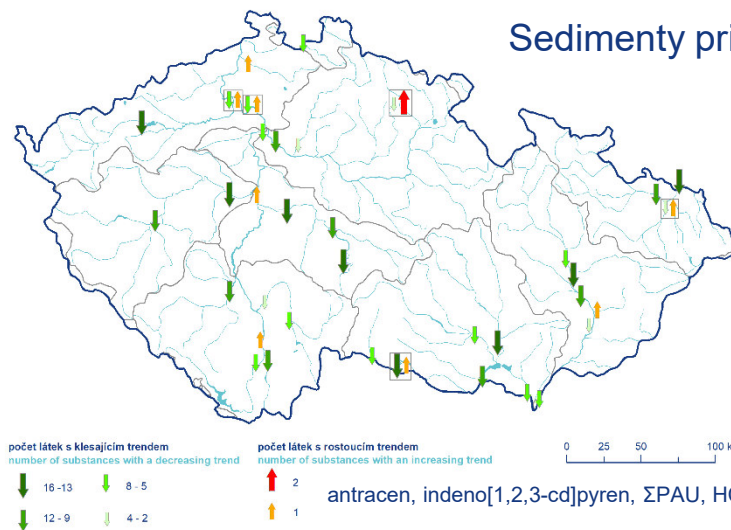 Sedimenty pri
počet látek s klesajícím trendem
number of substances with a decreasing trend
16 -13
8 - 5
12 - 9
4 - 2
počet látek s rostoucím trendem
number of substances with an increasing trend
2
1
0 25 50 100 k
antracen, indeno[1,2,3-cd]pyren, ΣPAU, HC